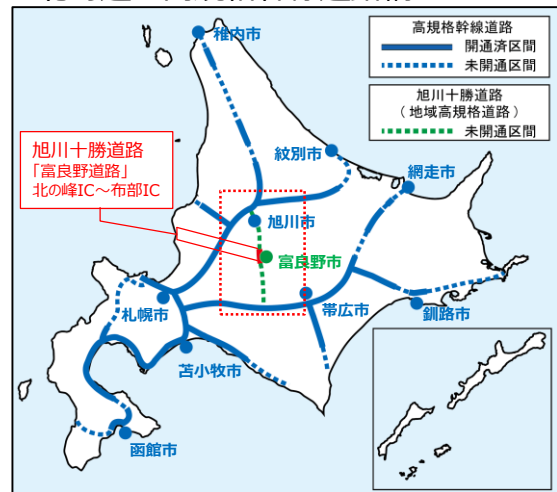 高規格幹線道路
開通済区間
未開通区間
旭川十勝道路
(地域高規格道路)
未開通区間
稚内市
紋別市
網走市
旭川十勝道路
「富良野道路」
北の峰IC～布部IC
旭川市
富良野市
札幌市
帯広市
釧路市
苫小牧市
函館市